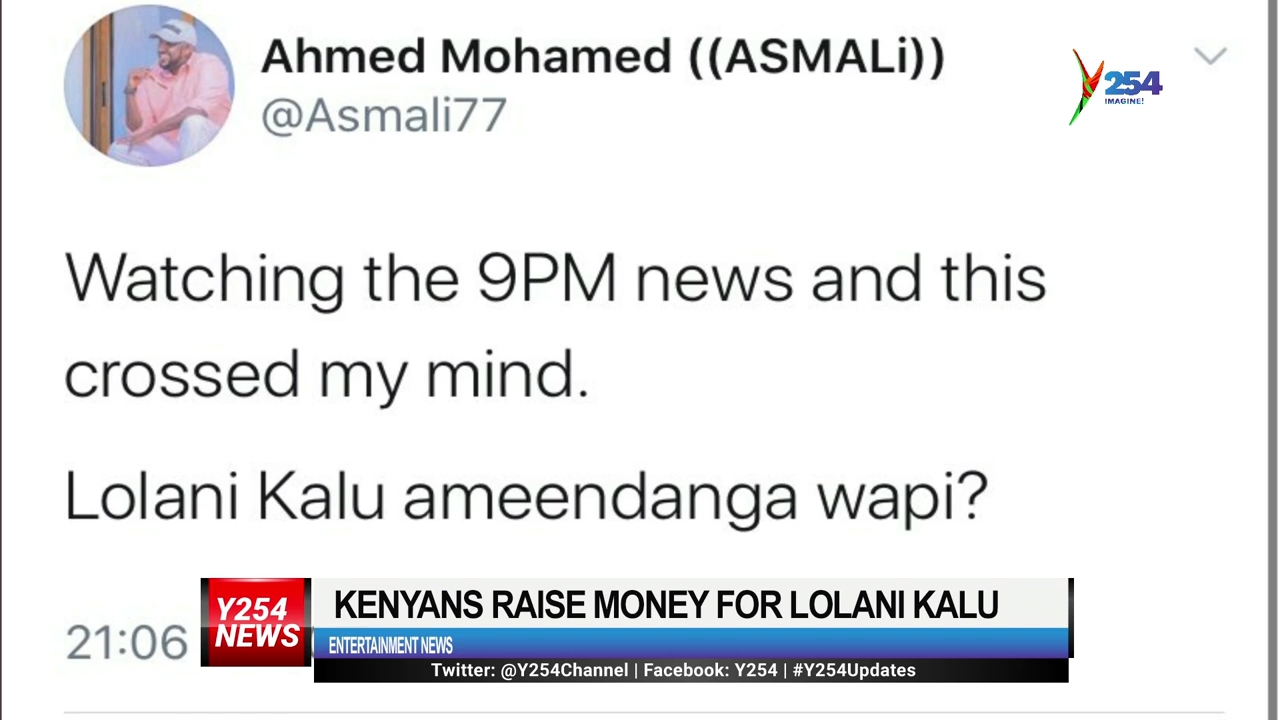 Ahmed Mohamed ((ASMALi))
@Asmali77
Y254
IMAGINE!
Watching the 9PM news and this
crossed my mind.
Lolani Kalu ameendanga wapi?
21:06
Y254
NEWS
KENYANS RAISE MONEY FOR LOLANI KALU
ENTERTAINMENT NEWS
Twitter: @Y254Channel | Facebook: Y254 | #Y254Updates